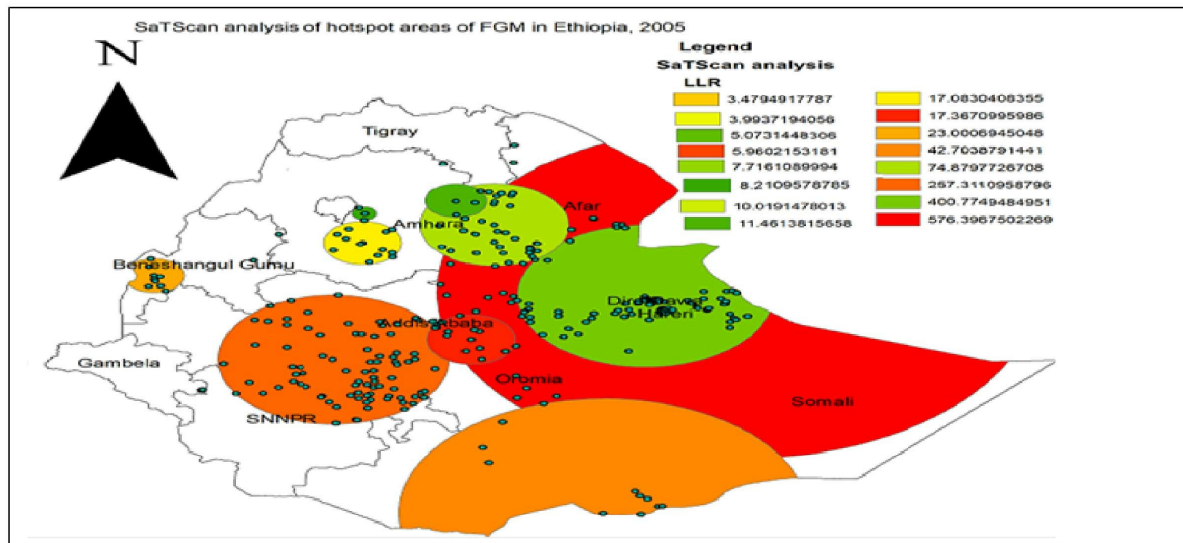 SaTScan analysis of hotspot areas of FGM in Ethiopia, 2005
N
Legend
SaTScan analysis
LLR
3.4794917787
3.9937194056
5.0731448306
5.9602153181
7.7161089994
8.2109578785
10.0191478013
11.4613815658
17.0830408355
17.3670995986
23.0006945048
42.7038791441
74.8797726708
257.3110958796
400.7749484951
576.3967502269
Tigray
Afar
Amhara
Benashangul Gumu
Hareri
Addis Ababa
Gambela
Oromia
Somali
SNNPR